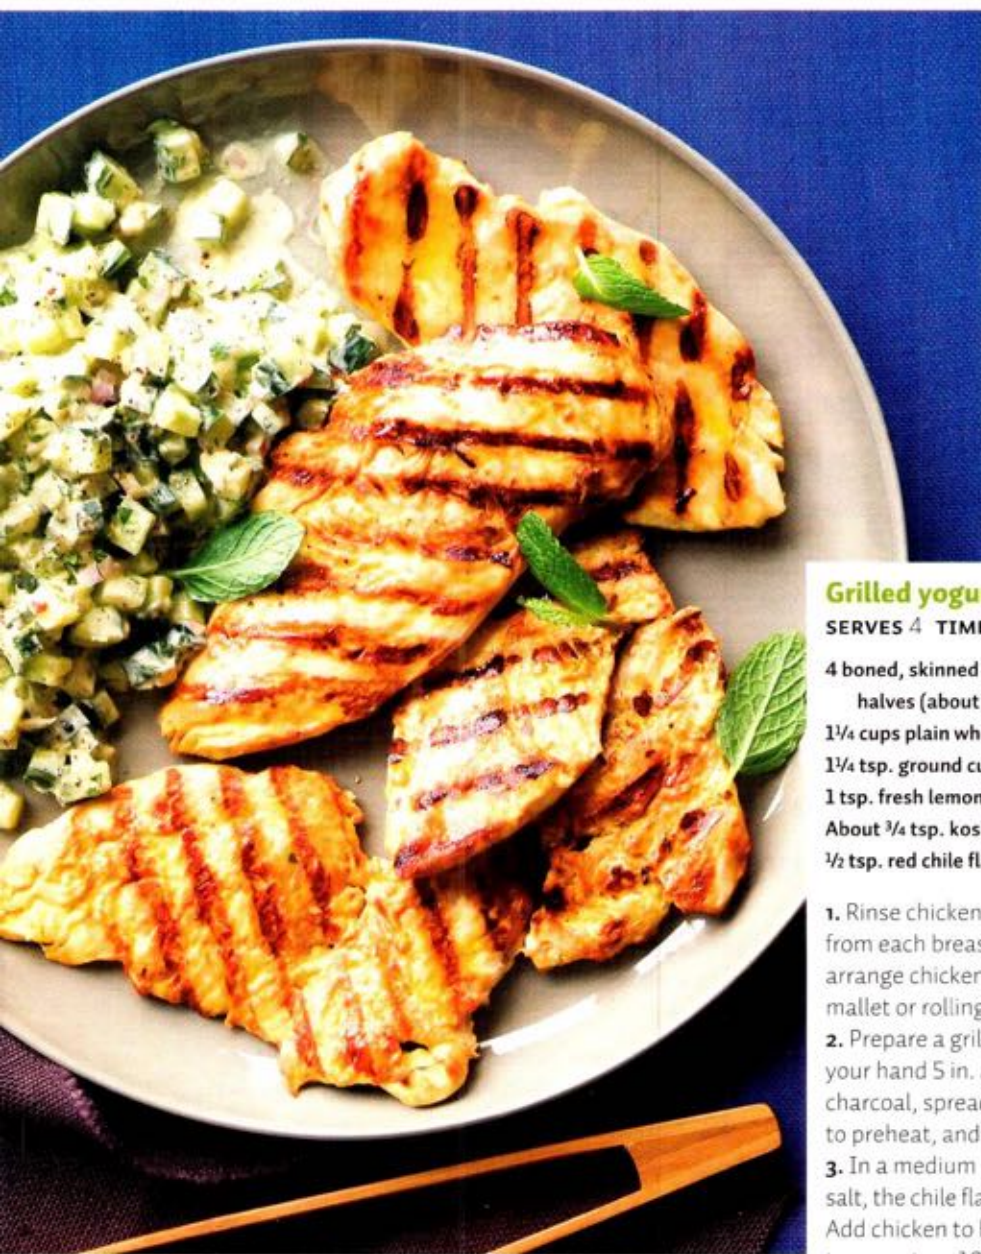 Grilled yogu
SERVES 4 TIM
4 boned, skinned
halves (about
1¼ cups plain wh
1¼ tsp. ground cu
1 tsp. fresh lemon
About ¾ tsp. kos
½ tsp. red chile fl
1. Rinse chicken
from each breas
arrange chicken
mallet or rolling
2. Prepare a gril
your hand 5 in.
charcoal, sprea
to preheat, and
3. In a medium
salt, the chile fla
Add chicken to